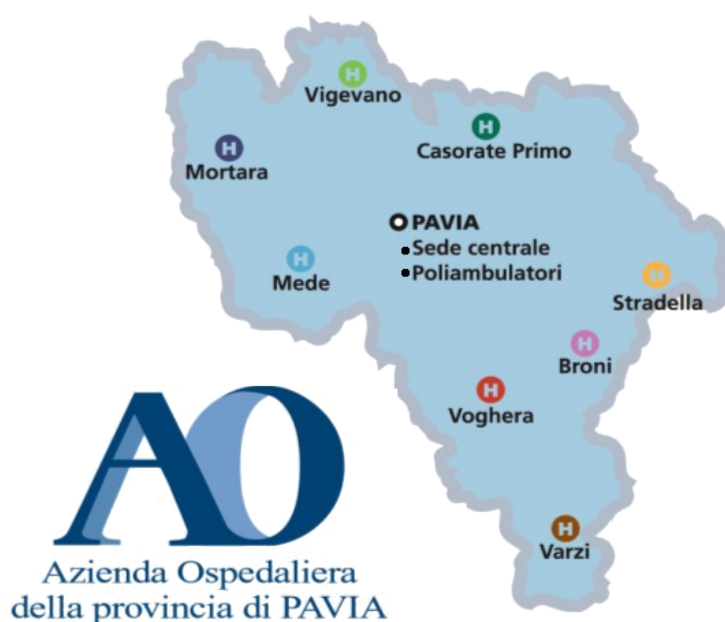 H
Vigevano
H
Casorate Primo
H
Mortara
PAVIA
• Sede centrale
• Poliambulatori
H
Mede
H
Stradella
H
Broni
H
Voghera
H
Varzi
AO
Azienda Ospedaliera
della provincia di PAVIA